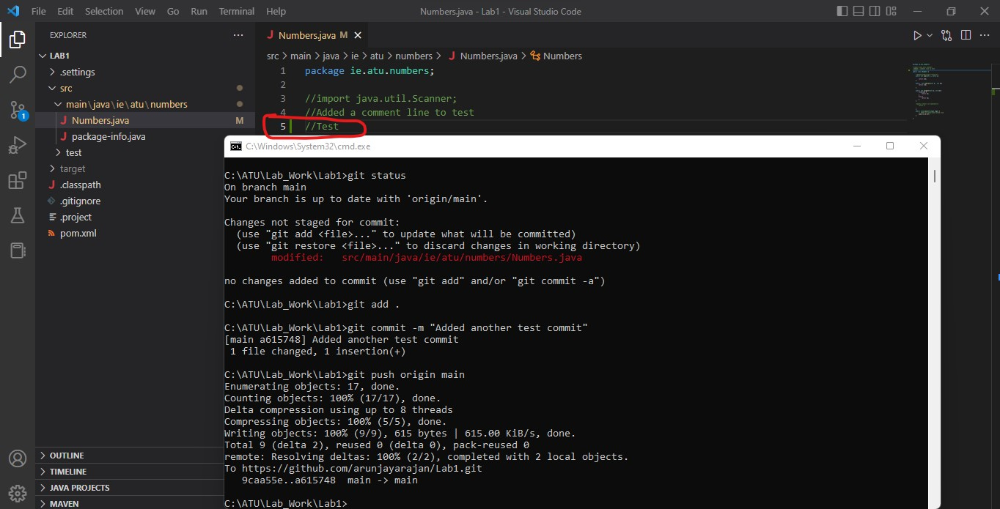 File Edit Selection View Go Run Terminal Help
Numbers.java - Lab1 - Visual Studio Code
EXPLORER
LAB1
.settings
src
main\java\ie\atu\numbers
Numbers.java M
package-info.java
test
target
.classpath
.gitignore
.project
pom.xml
OUTLINE
TIMELINE
JAVA PROJECTS
MAVEN
1
Numbers.java M
src > main > java > ie > atu > numbers > Numbers.java > Numbers
1 package ie.atu.numbers;
2
3 //import java.util.Scanner;
4 //Added a comment line to test
5 //Test
C:\Windows\System32\cmd.exe
C:\ATU\Lab_Work\Lab1>git status
On branch main
Your branch is up to date with 'origin/main'.
Changes not staged for commit:
(use "git add <file>..." to update what will be committed)
(use "git restore <file>..." to discard changes in working directory)
modified: src/main/java/ie/atu/numbers/Numbers.java
no changes added to commit (use "git add" and/or "git commit -a")
C:\ATU\Lab_Work\Lab1>git add .
C:\ATU\Lab_Work\Lab1>git commit -m "Added another test commit"
[main a615748] Added another test commit
1 file changed, 1 insertion(+)
C:\ATU\Lab_Work\Lab1>git push origin main
Enumerating objects: 17, done.
Counting objects: 100% (17/17), done.
Delta compression using up to 8 threads
Compressing objects: 100% (5/5), done.
Writing objects: 100% (9/9), 615 bytes | 615.00 KiB/s, done.
Total 9 (delta 2), reused 0 (delta 0), pack-reused 0
remote: Resolving deltas: 100% (2/2), completed with 2 local objects.
To https://github.com/arunjayarajan/Lab1.git
9caa55e..a615748 main -> main
C:\ATU\Lab_Work\Lab1>